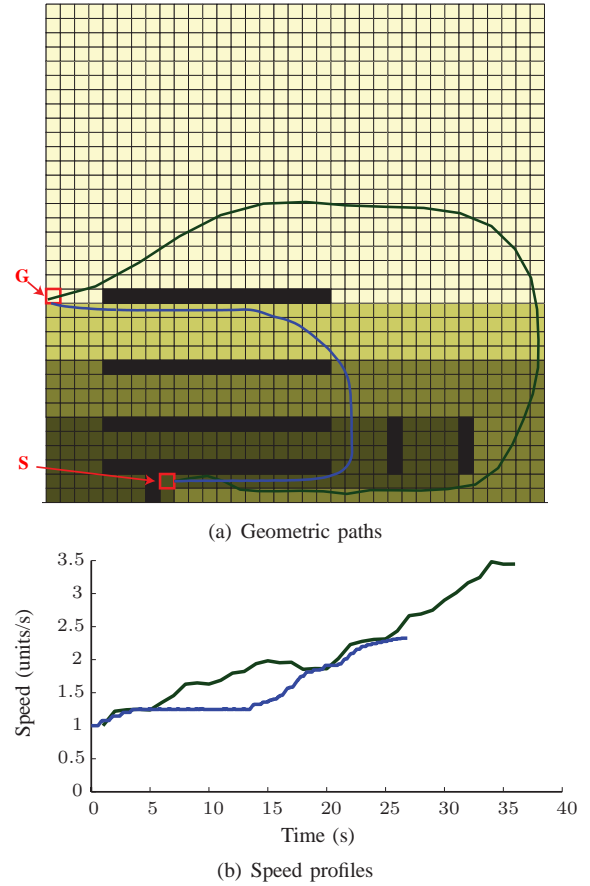 G
S
(a) Geometric paths
3.5
3
2.5
2
1.5
1
0.5
0
Speed (units/s)
0 5 10 15 20 25 30 35 40
Time (s)
(b) Speed profiles